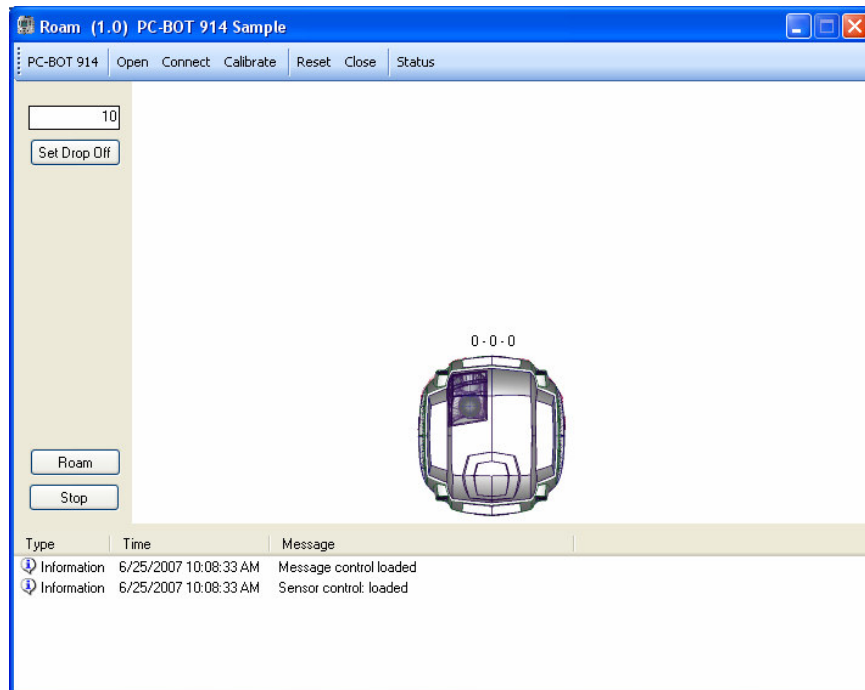 Roam (1.0) PC-BOT 914 Sample
PC-BOT 914 Open Connect Calibrate Reset Close Status
10
Set Drop Off
0 - 0 - 0
Roam
Stop
Type Time Message
Information 6/25/2007 10:08:33 AM Message control loaded
Information 6/25/2007 10:08:33 AM Sensor control: loaded